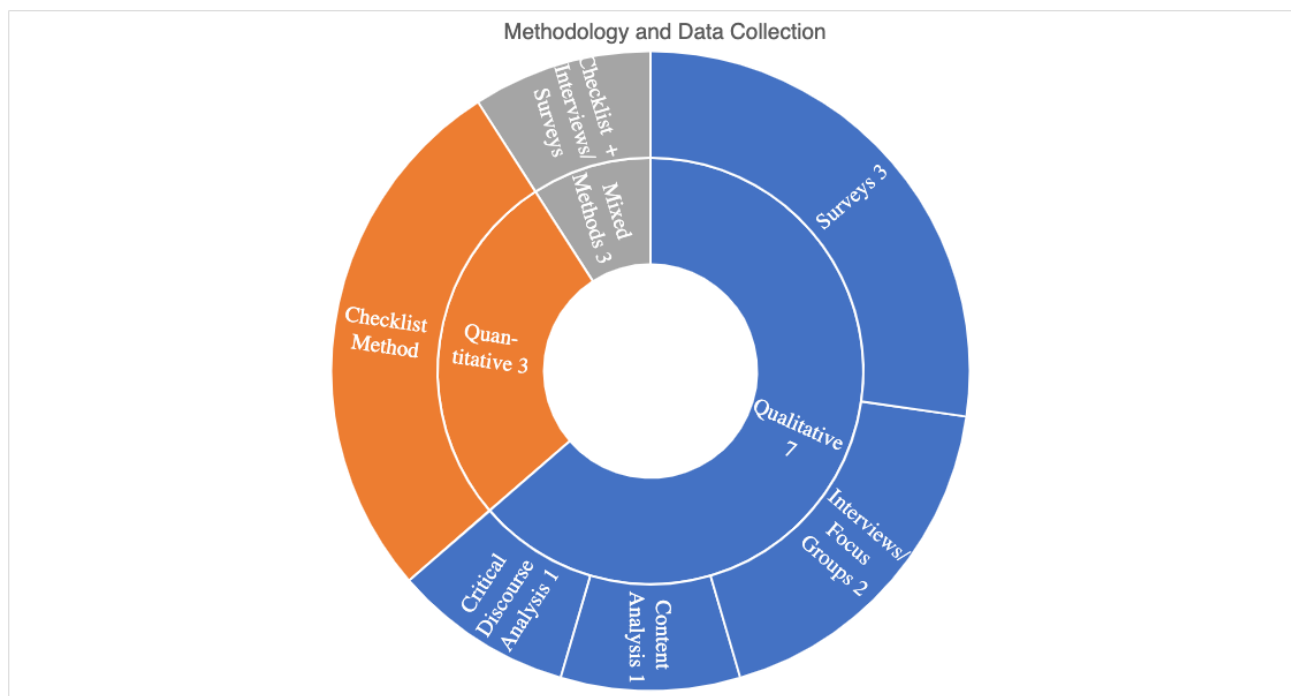 Methodology and Data Collection
Checklist +
Interviews/
Surveys
Mixed
Methods 3
Surveys 3
Checklist
Method
Quan-
titative 3
Qualitative
7
Interviews/
Focus
Groups 2
Critical
Discourse
Analysis 1
Content
Analysis 1